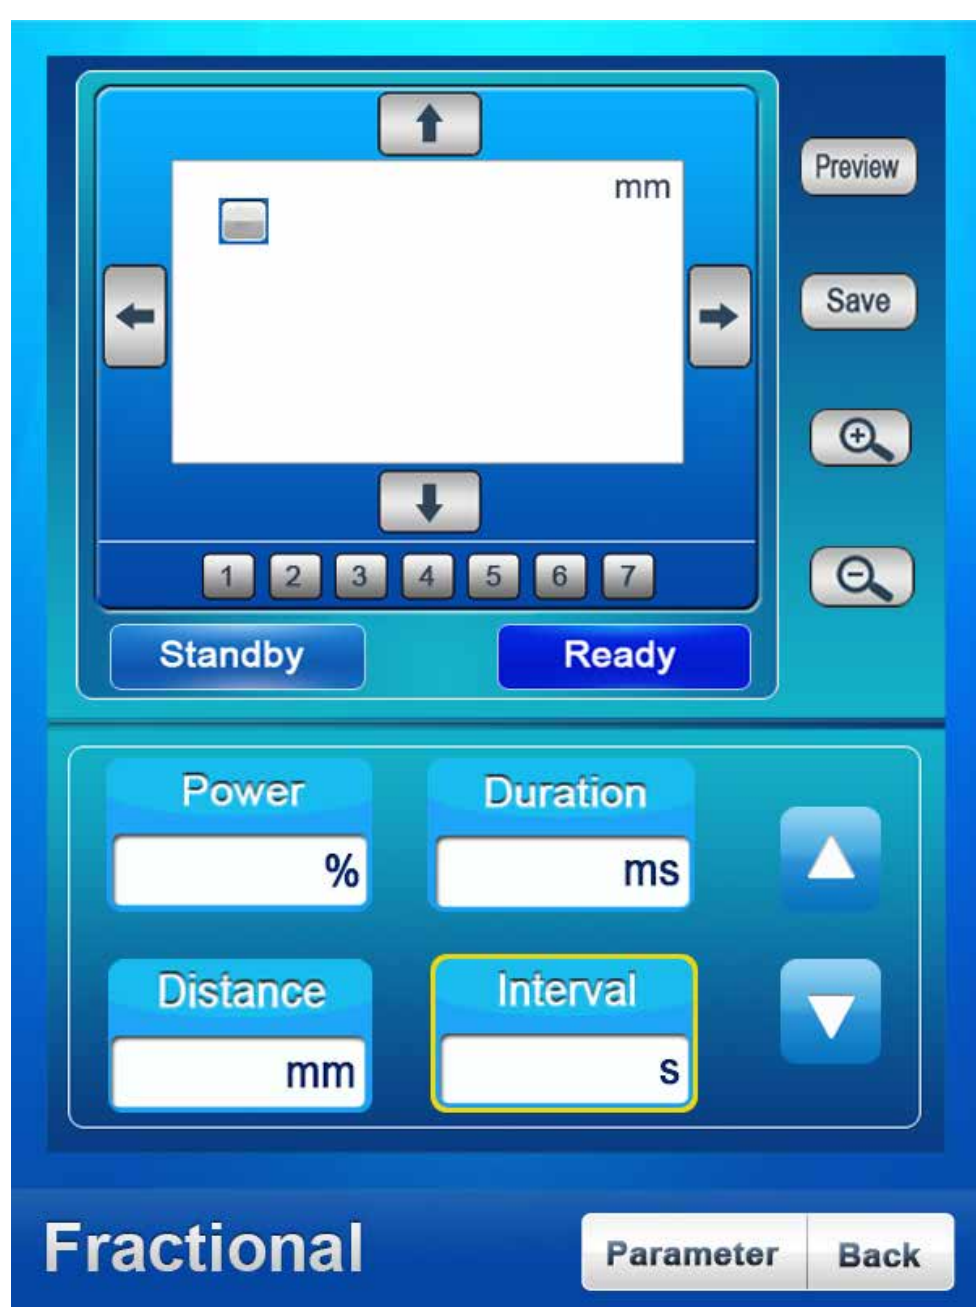 mm
Preview
Save
1 2 3 4 5 6 7
Standby Ready
Power Duration
% ms
Distance Interval
mm s
Fractional Parameter Back